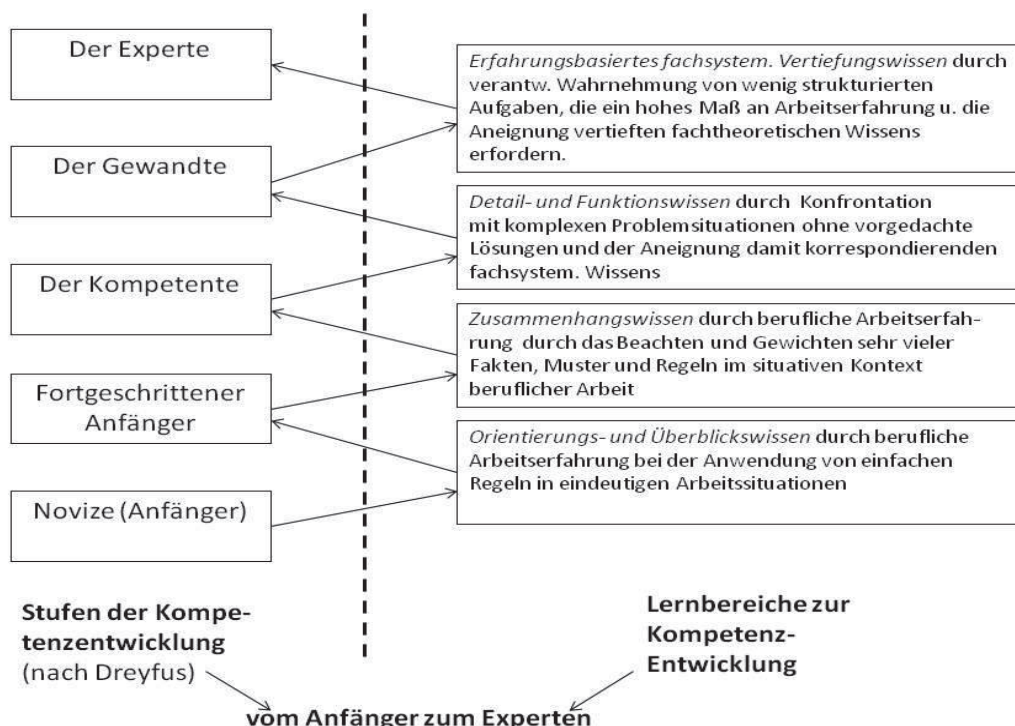 Der Experte
Der Gewandte
Der Kompetente
Fortgeschrittener
Anfänger
Novize (Anfänger)
Erfahrungsbasiertes fachsystem. Vertiefungswissen durch
verantw. Wahrnehmung von wenig strukturierten
Aufgaben, die ein hohes Maß an Arbeitserfahrung u. die
Aneignung vertieften fachtheoretischen Wissens
erfordern.
Detail- und Funktionswissen durch Konfrontation
mit komplexen Problemsituationen ohne vorgedachte
Lösungen und der Aneignung damit korrespondierenden
fachsystem. Wissens
Zusammenhangswissen durch berufliche Arbeitserfah-
rung durch das Beachten und Gewichten sehr vieler
Fakten, Muster und Regeln im situativen Kontext
beruflicher Arbeit
Orientierungs- und Überblickswissen durch berufliche
Arbeitserfahrung bei der Anwendung von einfachen
Regeln in eindeutigen Arbeitssituationen
Stufen der Kompe-
tenzentwicklung
(nach Dreyfus)
Lernbereiche zur
Kompetenz-
Entwicklung
vom Anfänger zum Experten